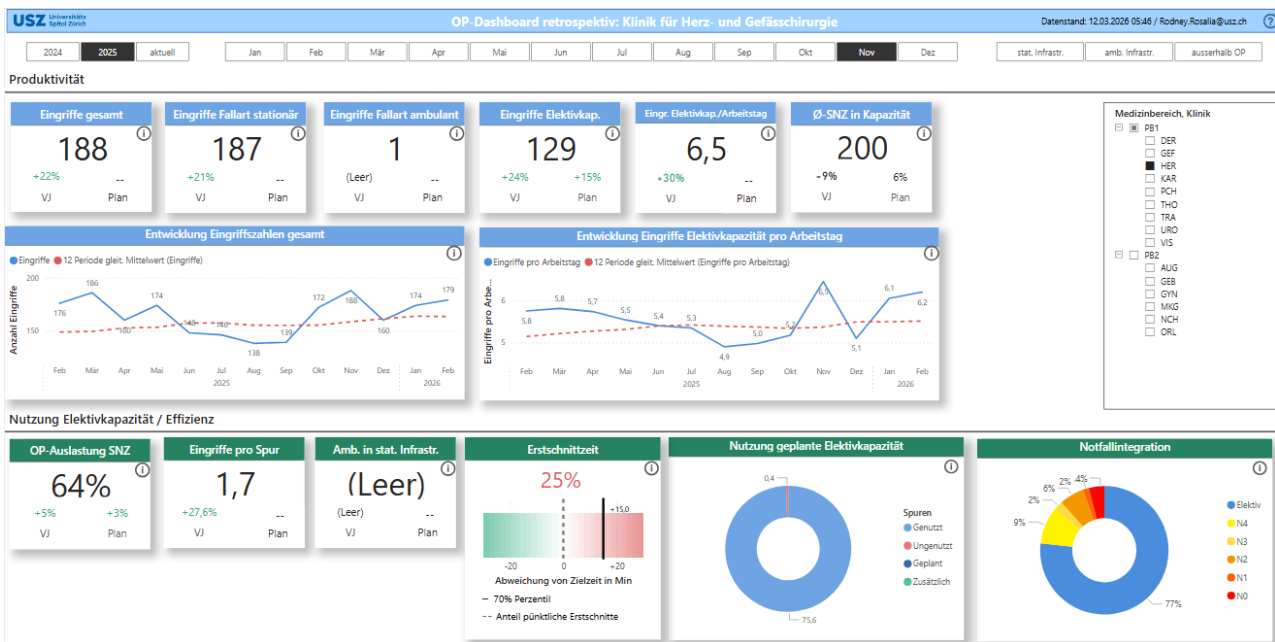 USZ Universitäts Spital Zürich
OP-Dashboard retrospektiv: Klinik für Herz- und Gefässchirurgie
Datenstand: 12.03.2026 05:46 / Rodney.Rosalia@usz.ch
?
2024 2025 aktuell Jan Feb Mär Apr Mai Jun Jul Aug Sep Okt Nov Dez stat. Infrastr. amb. Infrastr. ausserhalb OP
Produktivität
Eingriffe gesamt
188
+22% --
VJ Plan
Eingriffe Fallart stationär
187
+21% --
VJ Plan
Eingriffe Fallart ambulant
1
(Leer) --
VJ Plan
Eingriffe Elektivkap.
129
+24% +15%
VJ Plan
Eingr. Elektivkap./Arbeitstag
6,5
+30% --
VJ Plan
Ø-SNZ in Kapazität
200
-9% 6%
VJ Plan
Medizinbereich, Klinik
PB1
DER
GEF
HER
KAR
PCH
THO
TRA
URO
VIS
PB2
AUG
GEB
GYN
MKG
NCH
ORL
Entwicklung Eingriffszahlen gesamt
Eingriffe 12 Periode gleit. Mittelwert (Eingriffe)
Anzahl Eingriffe
200
150
176 186 160 174 148 146 138 139 172 188 160 174 179
Feb Mär Apr Mai Jun Jul Aug Sep Okt Nov Dez Jan Feb
2025 2026
Entwicklung Eingriffe Elektivkapazität pro Arbeitstag
Eingriffe pro Arbeitstag 12 Periode gleit. Mittelwert (Eingriffe pro Arbeitstag)
Eingriffe pro Arbe...
6
5
5,8 5,8 5,7 5,5 5,4 5,3 4,9 5,0 5,2 6,5 5,1 6,1 6,2
Feb Mär Apr Mai Jun Jul Aug Sep Okt Nov Dez Jan Feb
2025 2026
Nutzung Elektivkapazität / Effizienz
OP-Auslastung SNZ
64%
+5% +3%
VJ Plan
Eingriffe pro Spur
1,7
+27,6% --
VJ Plan
Amb. in stat. Infrastr.
(Leer)
(Leer) --
VJ Plan
Erstschnittzeit
25%
+15,0
-20 0 +20
Abweichung von Zielzeit in Min
– 70% Perzentil
-- Anteil pünktliche Erstschnitte
Nutzung geplante Elektivkapazität
0,4
75,6
Spuren
Genutzt
Ungenutzt
Geplant
Zusätzlich
Notfallintegration
9% 2% 6% 2% 4%
77%
Elektiv
N4
N3
N2
N1
N0